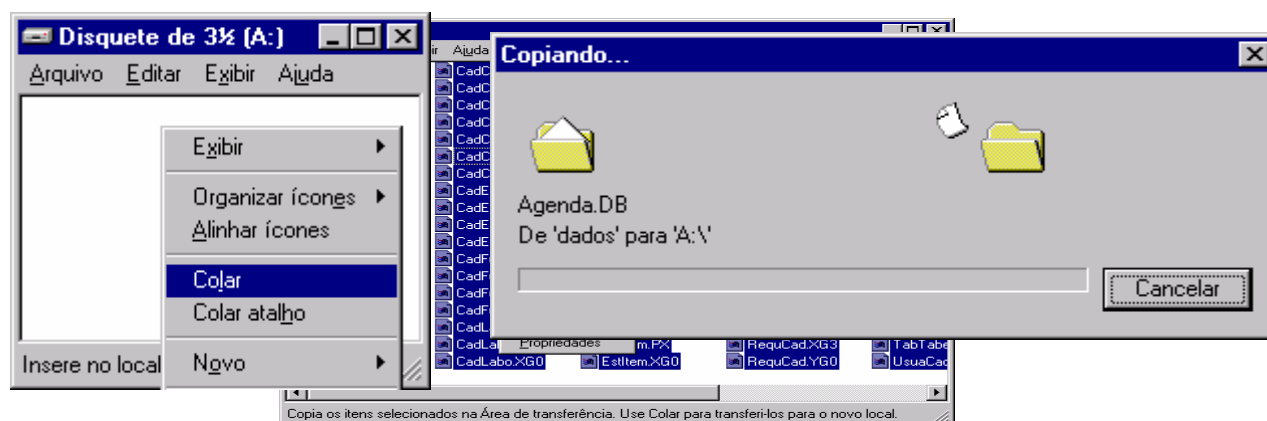 Disquete de 3½ (A:)
Arquivo Editar Exibir Ajuda
Exibir
Organizar ícones
Alinhar ícones
Colar
Colar atalho
Novo
Insere no local
Ajuda
CadLabo.XG0
Propriedades
m.PX
EstItem.XG0
RequCad.XG3
RequCad.YG0
TabTabe
UsuaCad
Copia os itens selecionados na Área de transferência. Use Colar para transferi-los para o novo local.
Copiando...
Agenda.DB
De 'dados' para 'A:\'
Cancelar